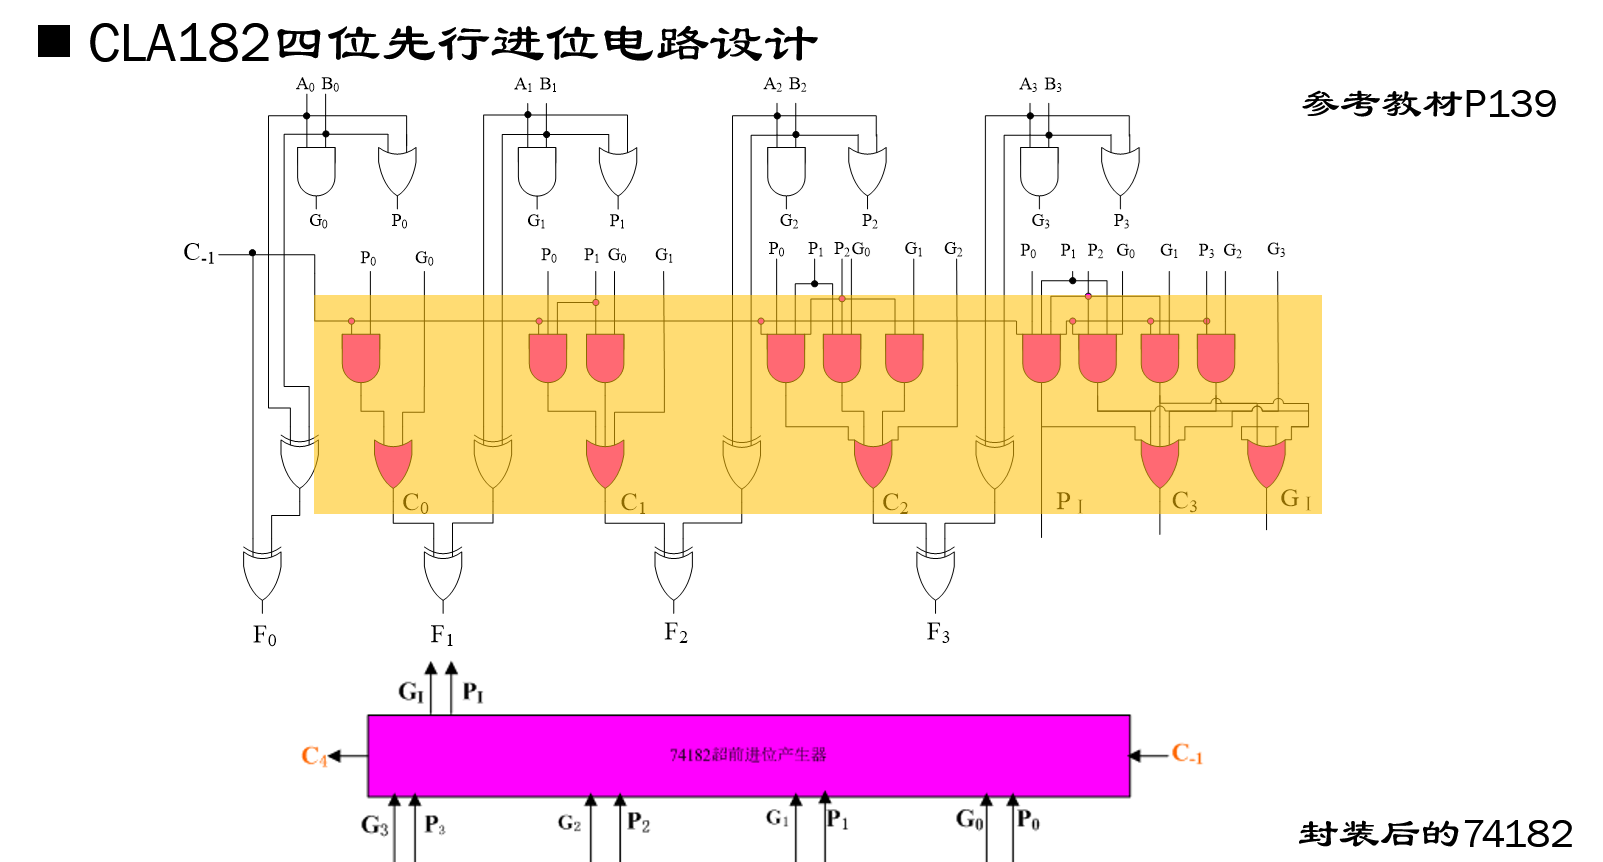 ■ CLA182四位先行进位电路设计
参考教材P139
A0 B0 A1 B1 A2 B2 A3 B3
G0 P0 G1 P1 G2 P2 G3 P3
C-1 P0 G0 P0 P1 G0 G1 P0 P1 P2 G0 G1 G2 P0 P1 P2 G0 G1 P3 G2 G3
C0 C1 C2 PI C3 GI
F0 F1 F2 F3
GI PI
C4 74182超前进位产生器 C-1
G3 P3 G2 P2 G1 P1 G0 P0
封装后的74182